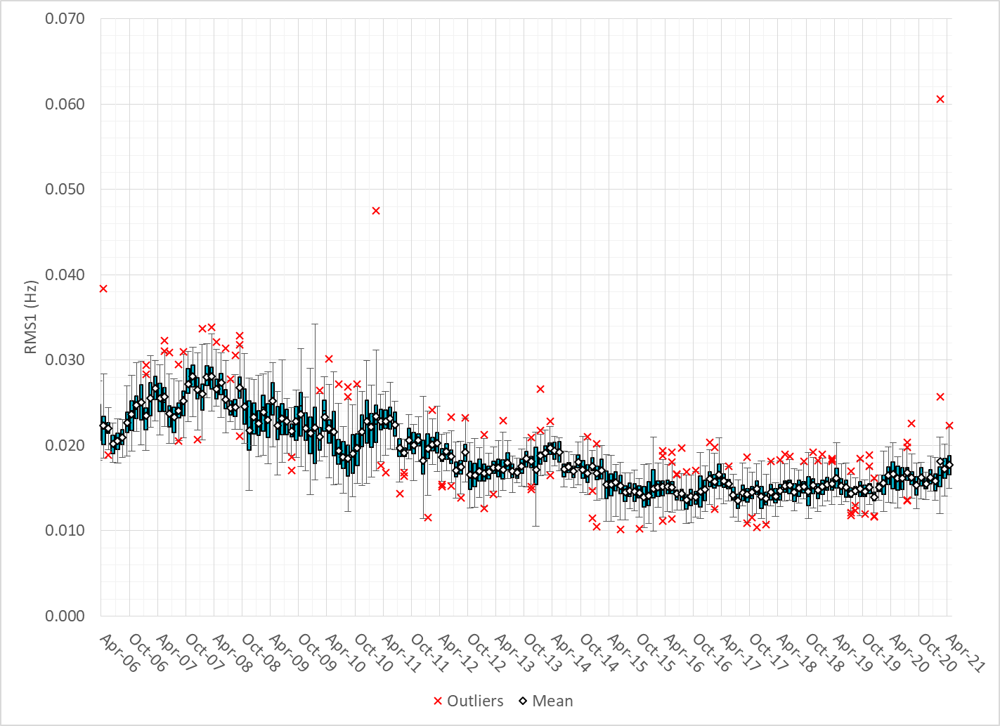 0.070
0.060
0.050
0.040
0.030
0.020
0.010
0.000
RMS1 (Hz)
Apr-06
Oct-06
Apr-07
Oct-07
Apr-08
Oct-08
Apr-09
Oct-09
Apr-10
Oct-10
Apr-11
Oct-11
Apr-12
Oct-12
Apr-13
Oct-13
Apr-14
Oct-14
Apr-15
Oct-15
Apr-16
Oct-16
Apr-17
Oct-17
Apr-18
Oct-18
Apr-19
Oct-19
Apr-20
Oct-20
Apr-21
Outliers Mean